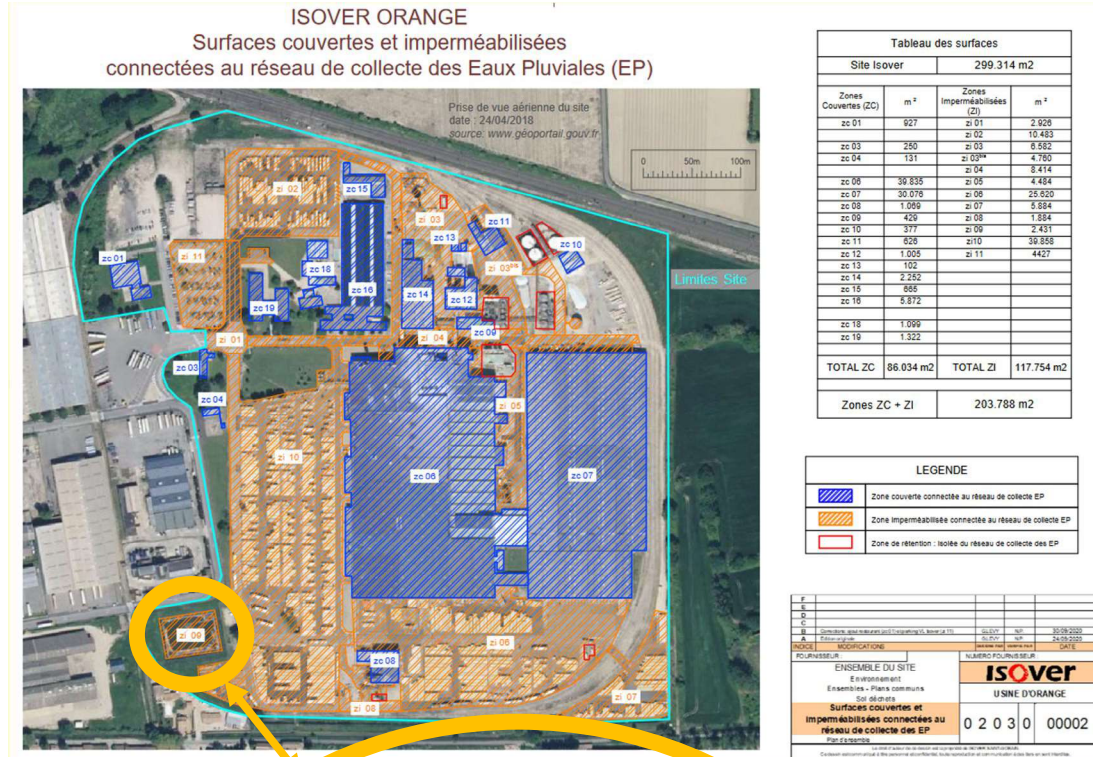 ISOVER ORANGE
Surfaces couvertes et imperméabilisées
connectées au réseau de collecte des Eaux Pluviales (EP)
Prise de vue aérienne du site
date : 24/04/2018
source: www.géoportail.gouv.fr
0 50m 100m
zi 02
zc 15
zi 03
zc 11
zc 13
zc 10
zc 01
zi 11
zc 18
zi 03bis
Limites Site
zc 19
zc 16
zc 14
zc 12
zi 01
zi 04
zc 09
zc 03
zc 04
zi 05
zi 10
zc 06
zc 07
zi 09
zi 06
zc 08
zi 07
zi 08
Tableau des surfaces
Site Isover 299.314 m2
Zones Couvertes (ZC) m² Zones Imperméabilisées (ZI) m²
zc 01 927 zi 01 2.926
zi 02 10.483
zc 03 250 zi 03 6.582
zc 04 131 zi 03bis 4.760
zi 04 8.414
zc 06 39.835 zi 05 4.484
zc 07 30.076 zi 06 25.620
zc 08 1.069 zi 07 5.884
zc 09 429 zi 08 1.884
zc 10 377 zi 09 2.431
zc 11 626 zi10 39.858
zc 12 1.005 zi 11 4427
zc 13 102
zc 14 2.252
zc 15 665
zc 16 5.872
zc 18 1.099
zc 19 1.322
TOTAL ZC 86.034 m2 TOTAL ZI 117.754 m2
Zones ZC + ZI 203.788 m2
LEGENDE
Zone couverte connectée au réseau de collecte EP
Zone imperméabilisée connectée au réseau de collecte EP
Zone de rétention : Isolée du réseau de collecte des EP
F
E
D
C
B G.LEVY N.P. 30/09/2020
A Edition originale G.LEVY N.P. 24/09/2020
INDICE MODIFICATIONS DATE
FOURNISSEUR : NUMERO FOURNISSEUR :
ENSEMBLE DU SITE
Environnement
Ensembles - Plans communs
Sol déchets
Surfaces couvertes et
imperméabilisées connectées au
réseau de collecte des EP
Plan d'ensemble
isover
USINE D'ORANGE
0 2 0 3 0 00002